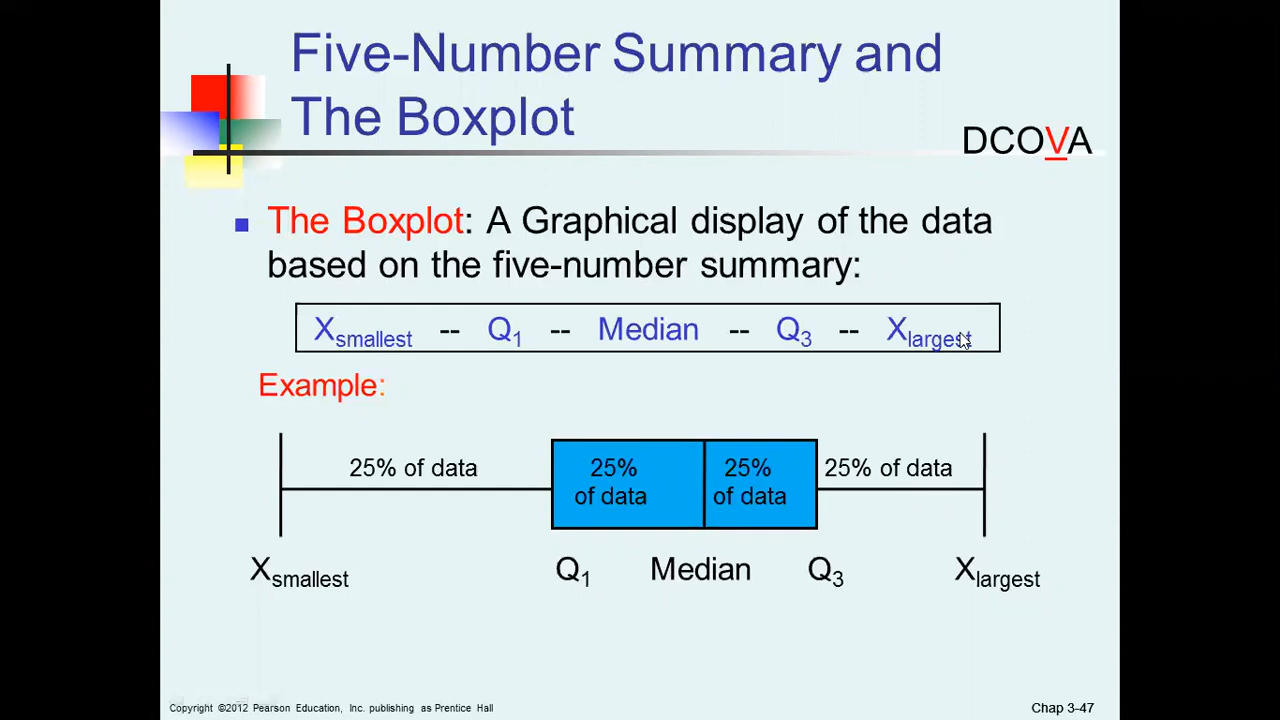 Five-Number Summary and
The Boxplot
DCOVA
The Boxplot: A Graphical display of the data
based on the five-number summary:
Xsmallest -- Q1 -- Median -- Q3 -- Xlargest
Example:
25% of data 25% 25% 25% of data
of data of data
Xsmallest Q1 Median Q3 Xlargest
Copyright ©2012 Pearson Education, Inc. publishing as Prentice Hall Chap 3-47